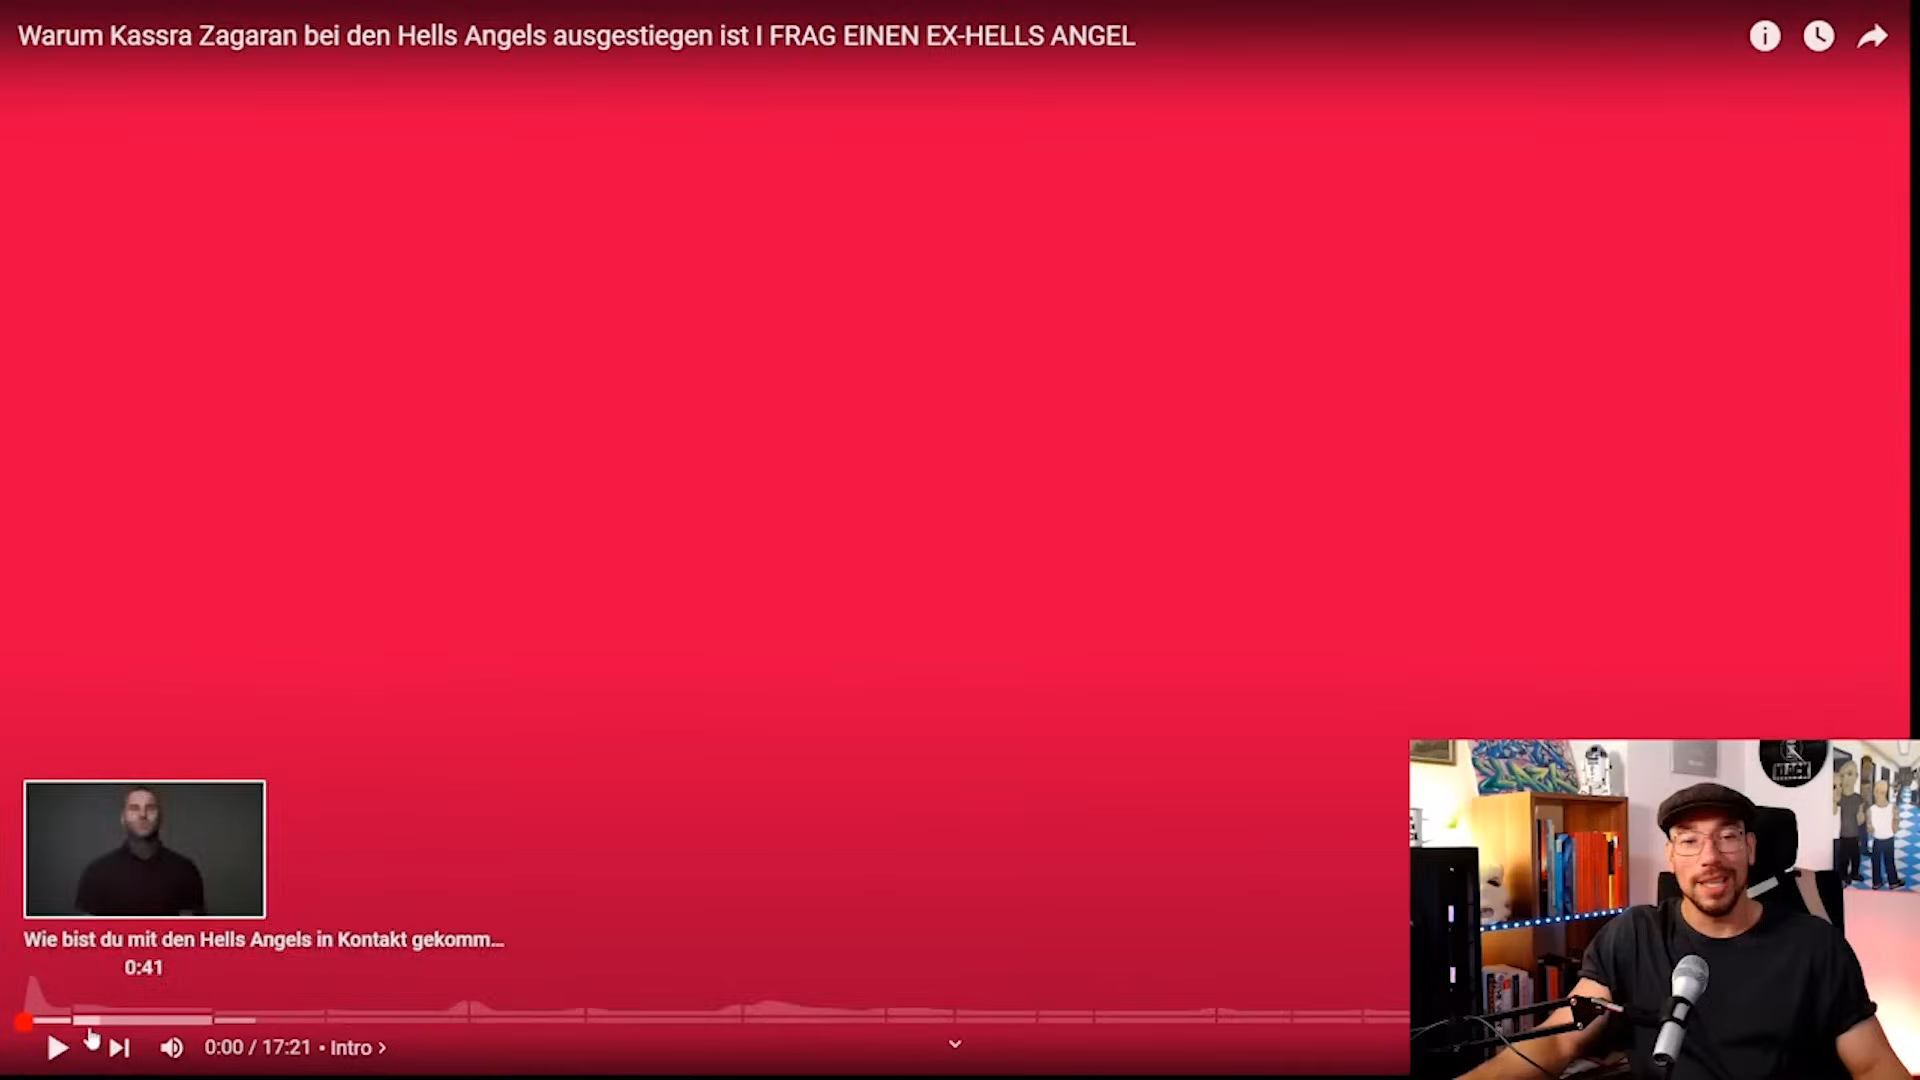 Warum Kassra Zagaran bei den Hells Angels ausgestiegen ist I FRAG EINEN EX-HELLS ANGEL
Wie bist du mit den Hells Angels in Kontakt gekomm...
0:41
0:00 / 17:21 • Intro >